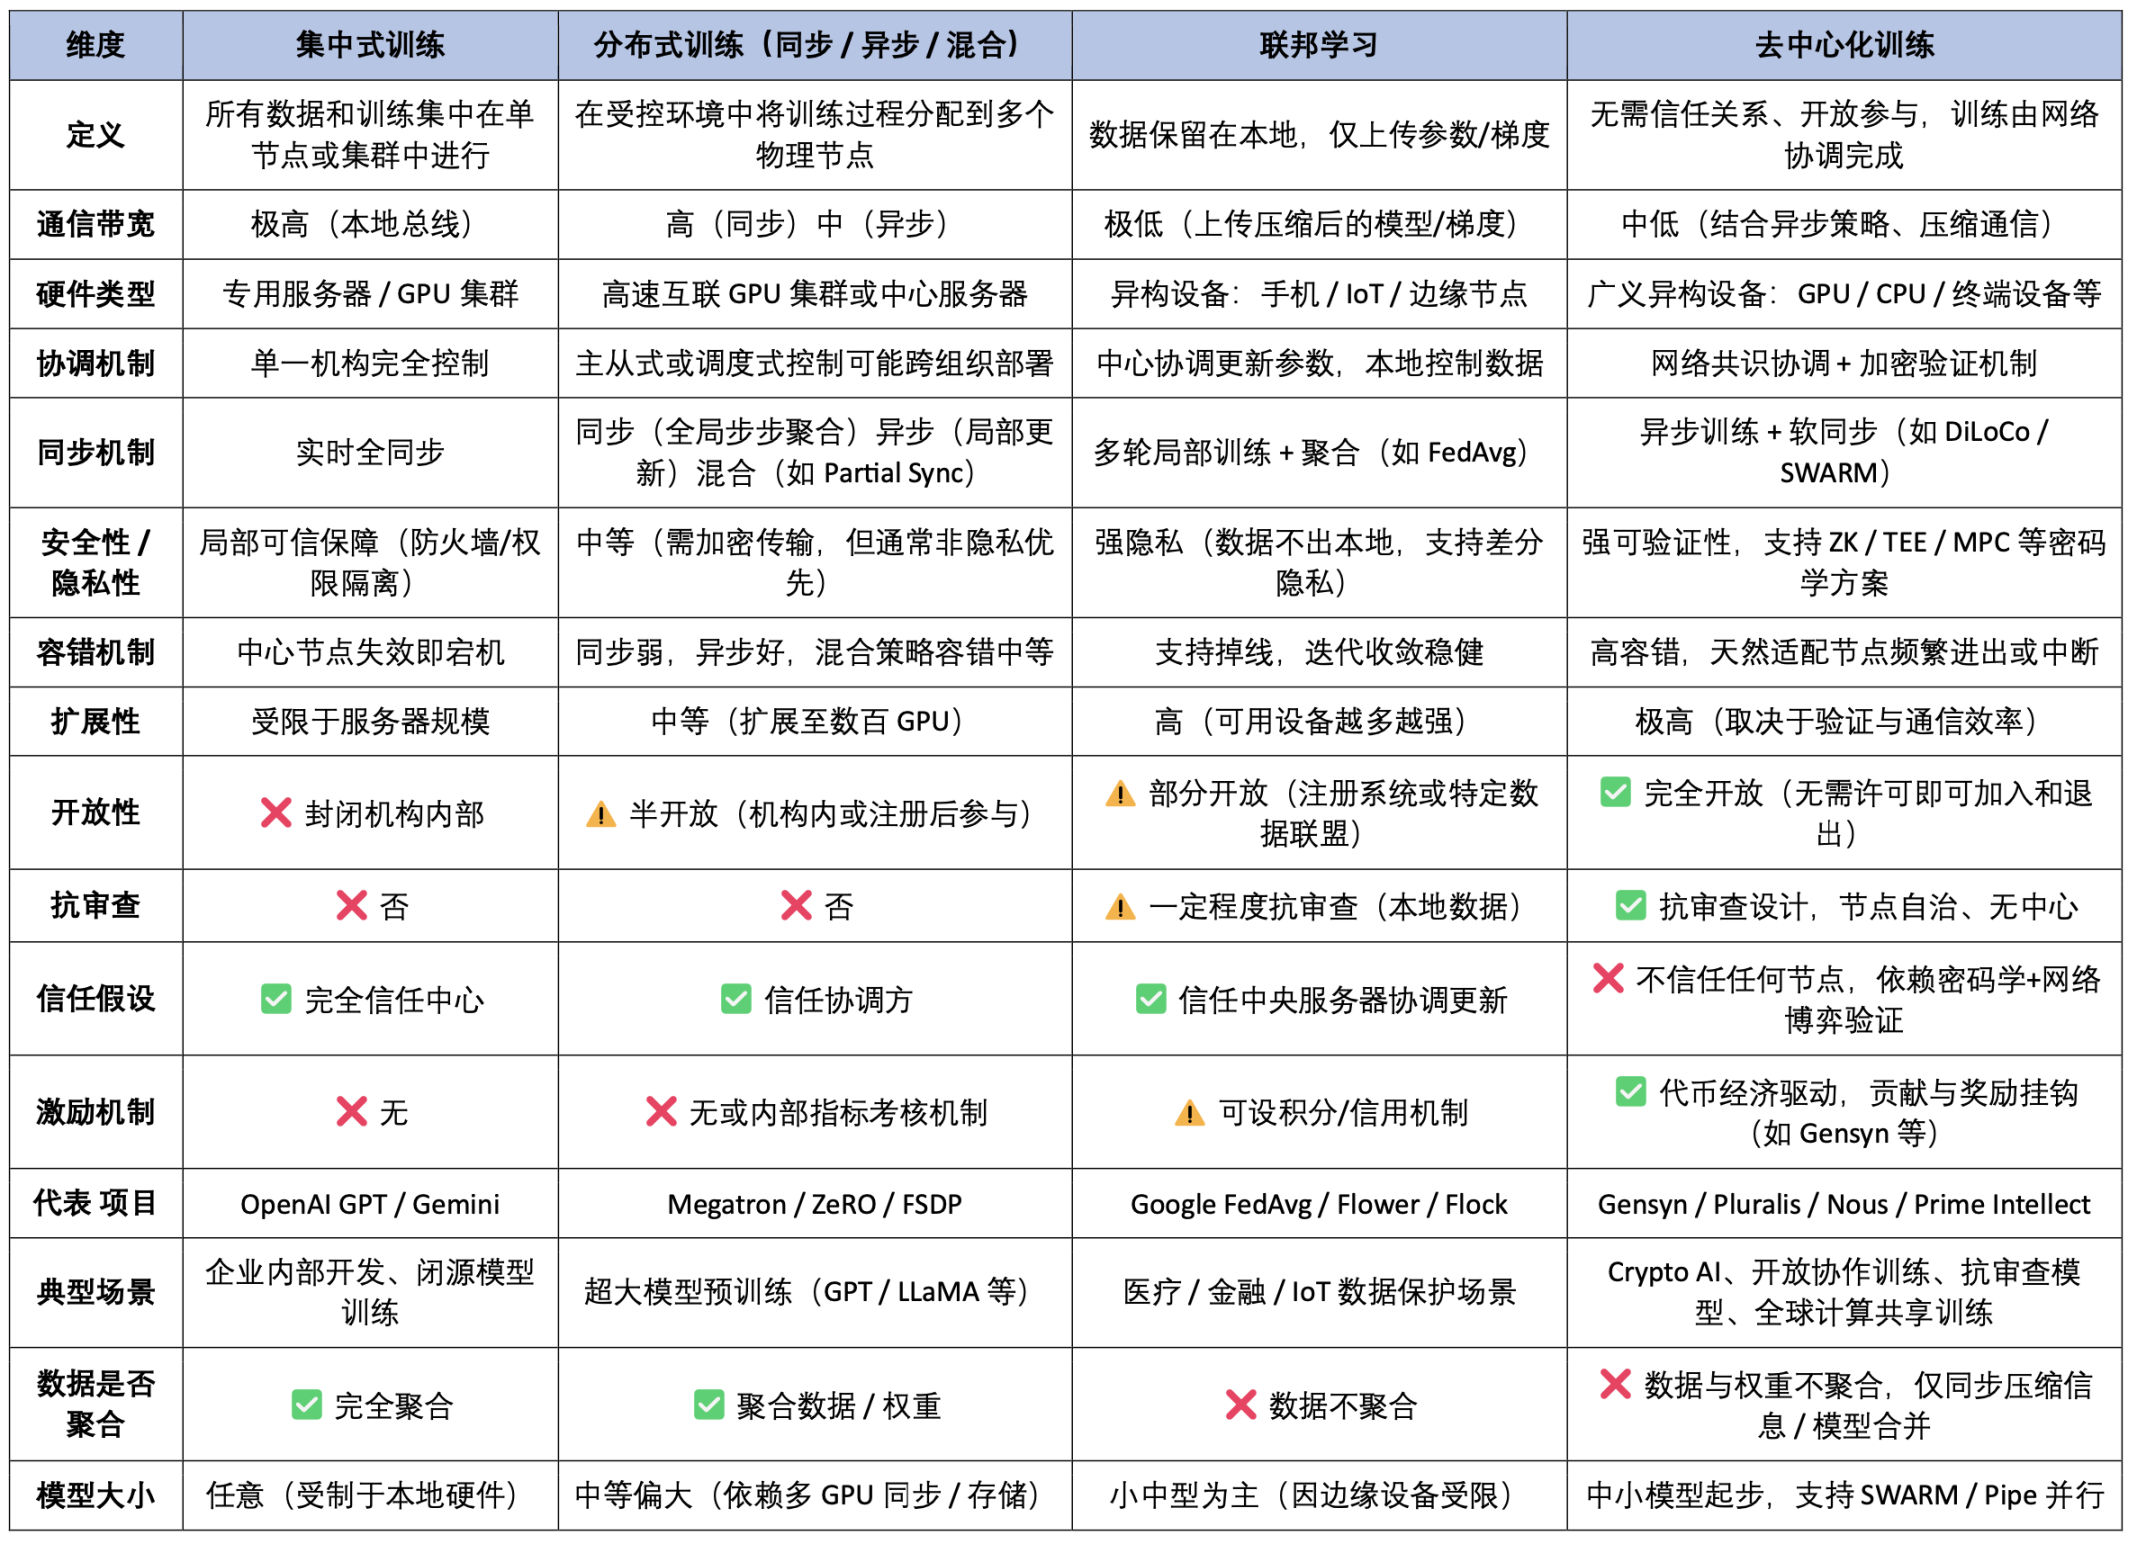 维度
集中式训练
分布式训练（同步 / 异步 / 混合）
联邦学习
去中心化训练
定义
所有数据和训练集中在单
节点或集群中进行
在受控环境中将训练过程分配到多个
物理节点
数据保留在本地，仅上传参数/梯度
无需信任关系、开放参与，训练由网络
协调完成
通信带宽
极高（本地总线）
高（同步）中（异步）
极低（上传压缩后的模型/梯度）
中低（结合异步策略、压缩通信）
硬件类型
专用服务器 / GPU 集群
高速互联 GPU 集群或中心服务器
异构设备：手机 / IoT / 边缘节点
广义异构设备：GPU / CPU / 终端设备等
协调机制
单一机构完全控制
主从式或调度式控制可能跨组织部署
中心协调更新参数，本地控制数据
网络共识协调 + 加密验证机制
同步机制
实时全同步
同步（全局步步聚合）异步（局部更
新）混合（如 Partial Sync）
多轮局部训练 + 聚合（如 FedAvg）
异步训练 + 软同步（如 DiLoCo /
SWARM）
安全性 /
隐私性
局部可信保障（防火墙/权
限隔离）
中等（需加密传输，但通常非隐私优
先）
强隐私（数据不出本地，支持差分
隐私）
强可验证性，支持 ZK / TEE / MPC 等密码
学方案
容错机制
中心节点失效即宕机
同步弱，异步好，混合策略容错中等
支持掉线，迭代收敛稳健
高容错，天然适配节点频繁进出或中断
扩展性
受限于服务器规模
中等（扩展至数百 GPU）
高（可用设备越多越强）
极高（取决于验证与通信效率）
开放性
❌ 封闭机构内部
⚠️ 半开放（机构内或注册后参与）
⚠️ 部分开放（注册系统或特定数
据联盟）
✅ 完全开放（无需许可即可加入和退
出）
抗审查
❌ 否
❌ 否
⚠️ 一定程度抗审查（本地数据）
✅ 抗审查设计，节点自治、无中心
信任假设
✅ 完全信任中心
✅ 信任协调方
✅ 信任中央服务器协调更新
❌ 不信任任何节点，依赖密码学+网络
博弈验证
激励机制
❌ 无
❌ 无或内部指标考核机制
⚠️ 可设积分/信用机制
✅ 代币经济驱动，贡献与奖励挂钩
（如 Gensyn 等）
代表 项目
OpenAI GPT / Gemini
Megatron / ZeRO / FSDP
Google FedAvg / Flower / Flock
Gensyn / Pluralis / Nous / Prime Intellect
典型场景
企业内部开发、闭源模型
训练
超大模型预训练（GPT / LLaMA 等）
医疗 / 金融 / IoT 数据保护场景
Crypto AI、开放协作训练、抗审查模
型、全球计算共享训练
数据是否
聚合
✅ 完全聚合
✅ 聚合数据 / 权重
❌ 数据不聚合
❌ 数据与权重不聚合，仅同步压缩信
息 / 模型合并
模型大小
任意（受制于本地硬件）
中等偏大（依赖多 GPU 同步 / 存储）
小中型为主（因边缘设备受限）
中小模型起步，支持 SWARM / Pipe 并行